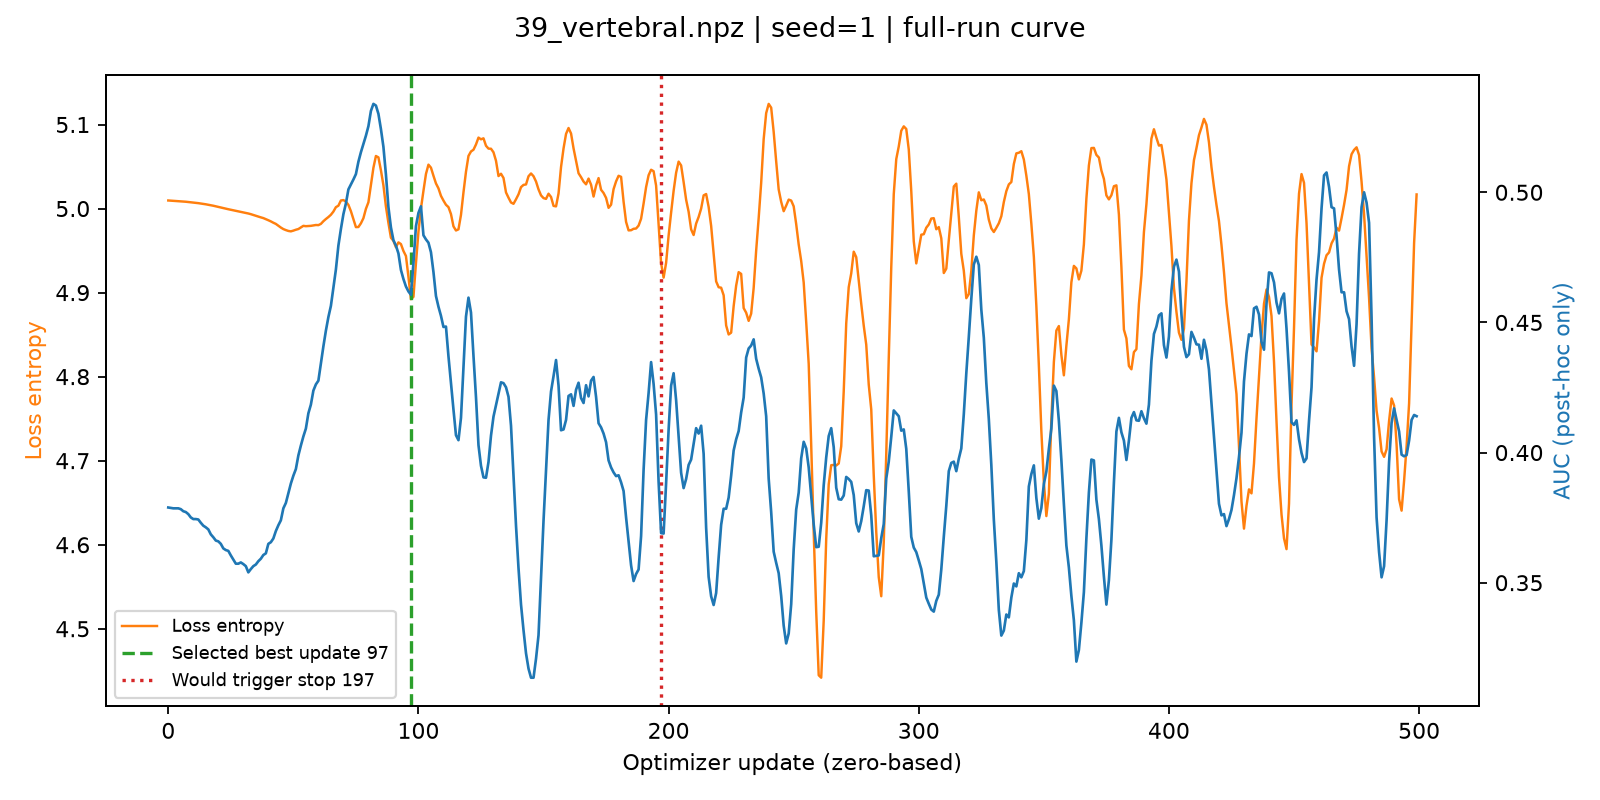 39_vertebral.npz | seed=1 | full-run curve
5.1
5.0
4.9
4.8
4.7
4.6
4.5
Loss entropy
0.50
0.45
0.40
0.35
AUC (post-hoc only)
Loss entropy
Selected best update 97
Would trigger stop 197
0
100
200
300
400
500
Optimizer update (zero-based)